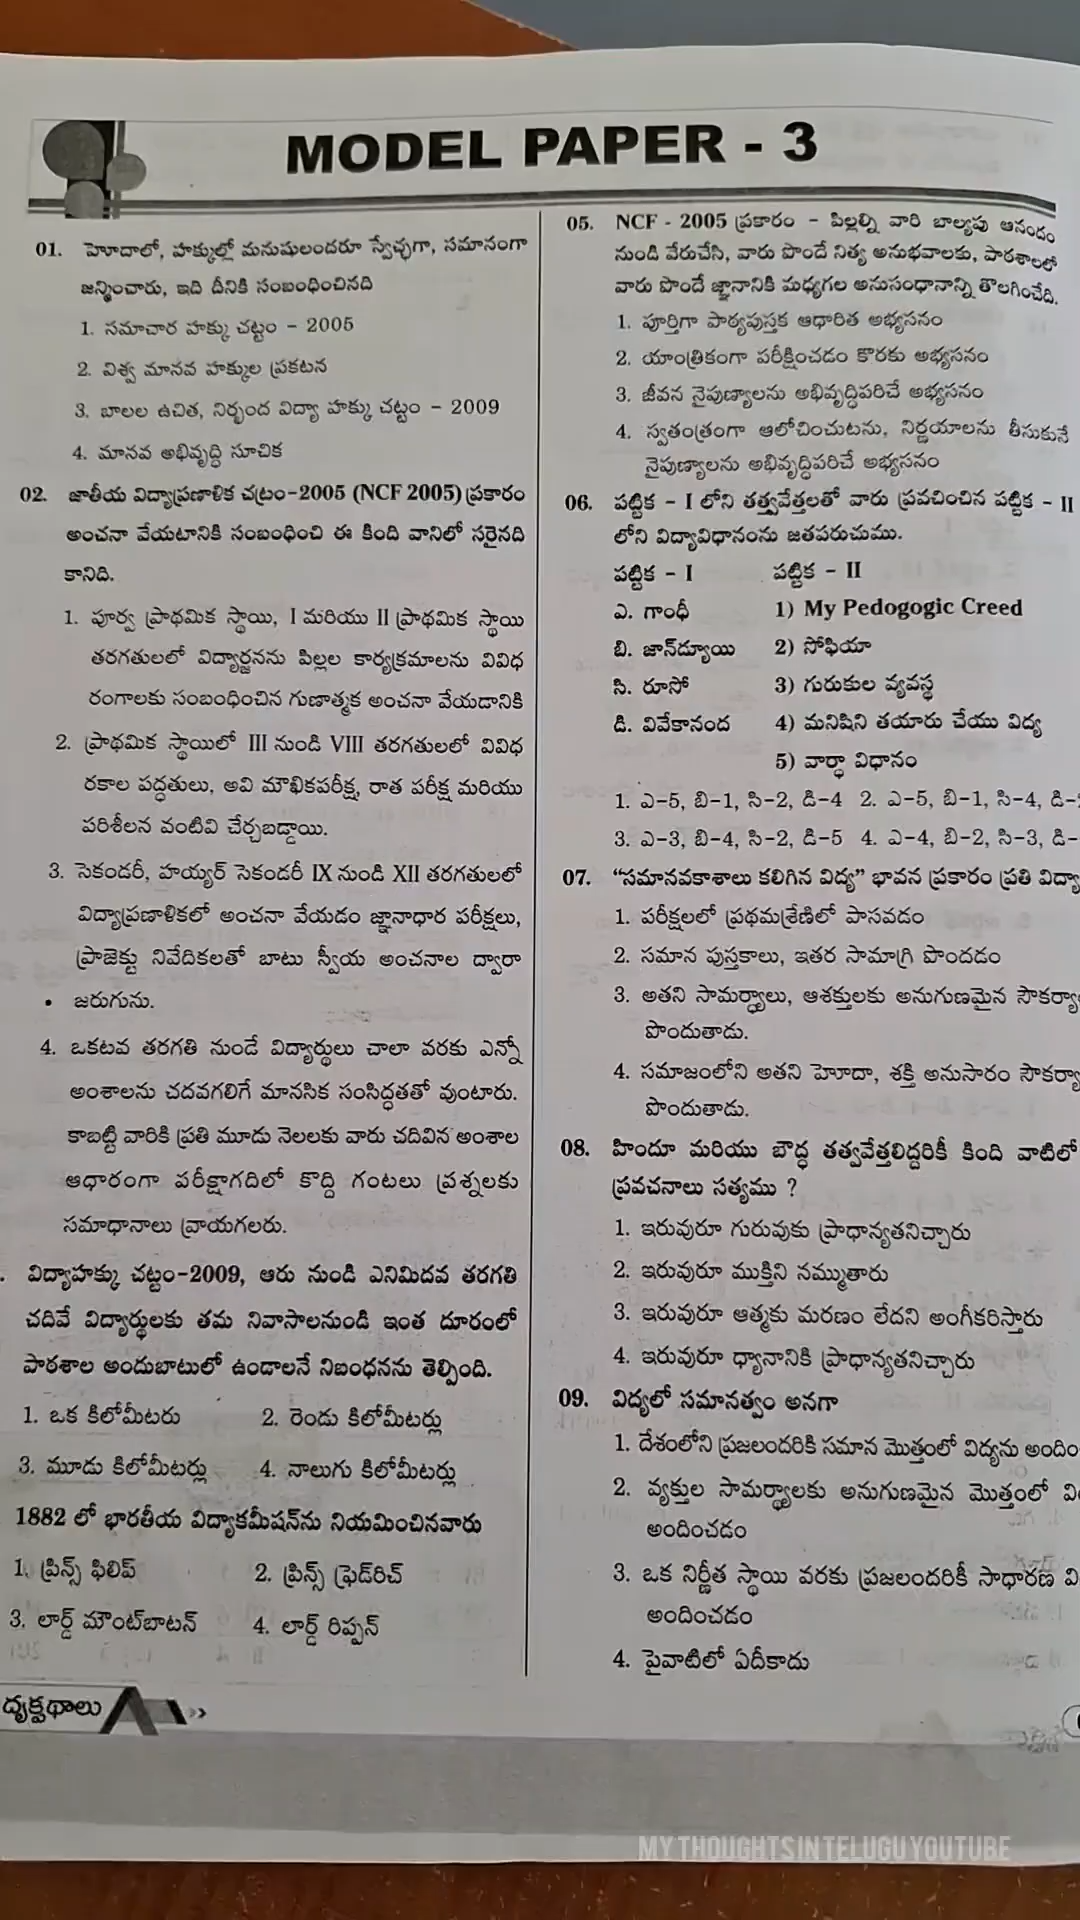 MODEL PAPER - 3
01. హెూదాలో, హక్కుల్లో మనుషులందరూ స్వేచ్ఛగా, సమానంగా
జన్మించారు, ఇది దీనికి సంబంధించినది
1. సమాచార హక్కు చట్టం - 2005
2. విశ్వ మానవ హక్కుల ప్రకటన
3. బాలల ఉచిత, నిర్బంద విద్యా హక్కు చట్టం - 2009
4. మానవ అభివృద్ధి సూచిక
02. జాతీయ విద్యాప్రణాళిక చట్రం-2005 (NCF 2005) ప్రకారం
అంచనా వేయటానికి సంబంధించి ఈ కింది వానిలో సరైనది
కానిది.
1. పూర్వ ప్రాథమిక స్థాయి, I మరియు II ప్రాథమిక స్థాయి
తరగతులలో విద్యార్జనను పిల్లల కార్యక్రమాలను వివిధ
రంగాలకు సంబంధించిన గుణాత్మక అంచనా వేయడానికి
2. ప్రాథమిక స్థాయిలో III నుండి VIII తరగతులలో వివిధ
రకాల పద్ధతులు, అవి మౌఖికపరీక్ష, రాత పరీక్ష మరియు
పరిశీలన వంటివి చేర్చబడ్డాయి.
3. సెకండరీ, హయ్యర్ సెకండరీ IX నుండి XII తరగతులలో
విద్యాప్రణాళికలో అంచనా వేయడం జ్ఞానాధార పరీక్షలు,
ప్రాజెక్టు నివేదికలతో బాటు స్వీయ అంచనాల ద్వారా
జరుగును.
4. ఒకటవ తరగతి నుండే విద్యార్థులు చాలా వరకు ఎన్నో
అంశాలను చదవగలిగే మానసిక సంసిద్ధతతో వుంటారు.
కాబట్టి వారికి ప్రతి మూడు నెలలకు వారు చదివిన అంశాల
ఆధారంగా పరీక్షాగదిలో కొద్ది గంటలు ప్రశ్నలకు
సమాధానాలు వ్రాయగలరు.
. విద్యాహక్కు చట్టం-2009, ఆరు నుండి ఎనిమిదవ తరగతి
చదివే విద్యార్థులకు తమ నివాసాలనుండి ఇంత దూరంలో
పాఠశాల అందుబాటులో ఉండాలనే నిబంధనను తెల్పింది.
1. ఒక కిలోమీటరు 2. రెండు కిలోమీటర్లు
3. మూడు కిలోమీటర్లు 4. నాలుగు కిలోమీటర్లు
1882 లో భారతీయ విద్యాకమీషన్‌ను నియమించినవారు
1. ప్రిన్స్ ఫిలిప్ 2. ప్రిన్స్ ఫ్రెడ్‌రిచ్
3. లార్డ్ మౌంట్‌బాటన్ 4. లార్డ్ రిప్పన్
దృక్పథాలు
05. NCF - 2005 ప్రకారం - పిల్లల్ని వారి బాల్యపు ఆనందం
నుండి వేరుచేసి, వారు పొందే నిత్య అనుభవాలకు, పాఠశాలలో
వారు పొందే జ్ఞానానికి మధ్యగల అనుసంధానాన్ని తొలగించేది.
1. పూర్తిగా పాఠ్యపుస్తక ఆధారిత అభ్యసనం
2. యాంత్రికంగా పరీక్షించడం కొరకు అభ్యసనం
3. జీవన నైపుణ్యాలను అభివృద్ధిపరిచే అభ్యసనం
4. స్వతంత్రంగా ఆలోచించుటను, నిర్ణయాలను తీసుకునే
నైపుణ్యాలను అభివృద్ధిపరిచే అభ్యసనం
06. పట్టిక - I లోని తత్త్వవేత్తలతో వారు ప్రవచించిన పట్టిక - II
లోని విద్యావిధానంను జతపరుచుము.
పట్టిక - I పట్టిక - II
ఎ. గాంధీ 1) My Pedogogic Creed
బి. జాన్‌డ్యూయి 2) సోఫియా
సి. రూసో 3) గురుకుల వ్యవస్థ
డి. వివేకానంద 4) మనిషిని తయారు చేయు విద్య
5) వార్ధా విధానం
1. ఎ-5, బి-1, సి-2, డి-4 2. ఎ-5, బి-1, సి-4, డి-
3. ఎ-3, బి-4, సి-2, డి-5 4. ఎ-4, బి-2, సి-3, డి-
07. "సమానవకాశాలు కలిగిన విద్య" భావన ప్రకారం ప్రతి విద్యా
1. పరీక్షలలో ప్రథమశ్రేణిలో పాసవడం
2. సమాన పుస్తకాలు, ఇతర సామాగ్రి పొందడం
3. అతని సామర్థ్యాలు, ఆశక్తులకు అనుగుణమైన సౌకర్యా
పొందుతాడు.
4. సమాజంలోని అతని హెూదా, శక్తి అనుసారం సౌకర్యా
పొందుతాడు.
08. హిందూ మరియు బౌద్ధ తత్వవేత్తలిద్దరికీ కింది వాటిలో
ప్రవచనాలు సత్యము ?
1. ఇరువురూ గురువుకు ప్రాధాన్యతనిచ్చారు
2. ఇరువురూ ముక్తిని నమ్ముతారు
3. ఇరువురూ ఆత్మకు మరణం లేదని అంగీకరిస్తారు
4. ఇరువురూ ధ్యానానికి ప్రాధాన్యతనిచ్చారు
09. విద్యలో సమానత్వం అనగా
1. దేశంలోని ప్రజలందరికి సమాన మొత్తంలో విద్యను అందిం
2. వ్యక్తుల సామర్థ్యాలకు అనుగుణమైన మొత్తంలో వి
అందించడం
3. ఒక నిర్ణీత స్థాయి వరకు ప్రజలందరికీ సాధారణ వి
అందించడం
4. పైవాటిలో ఏదీకాదు
MY THOUGHTS IN TELUGU YOUTUBE